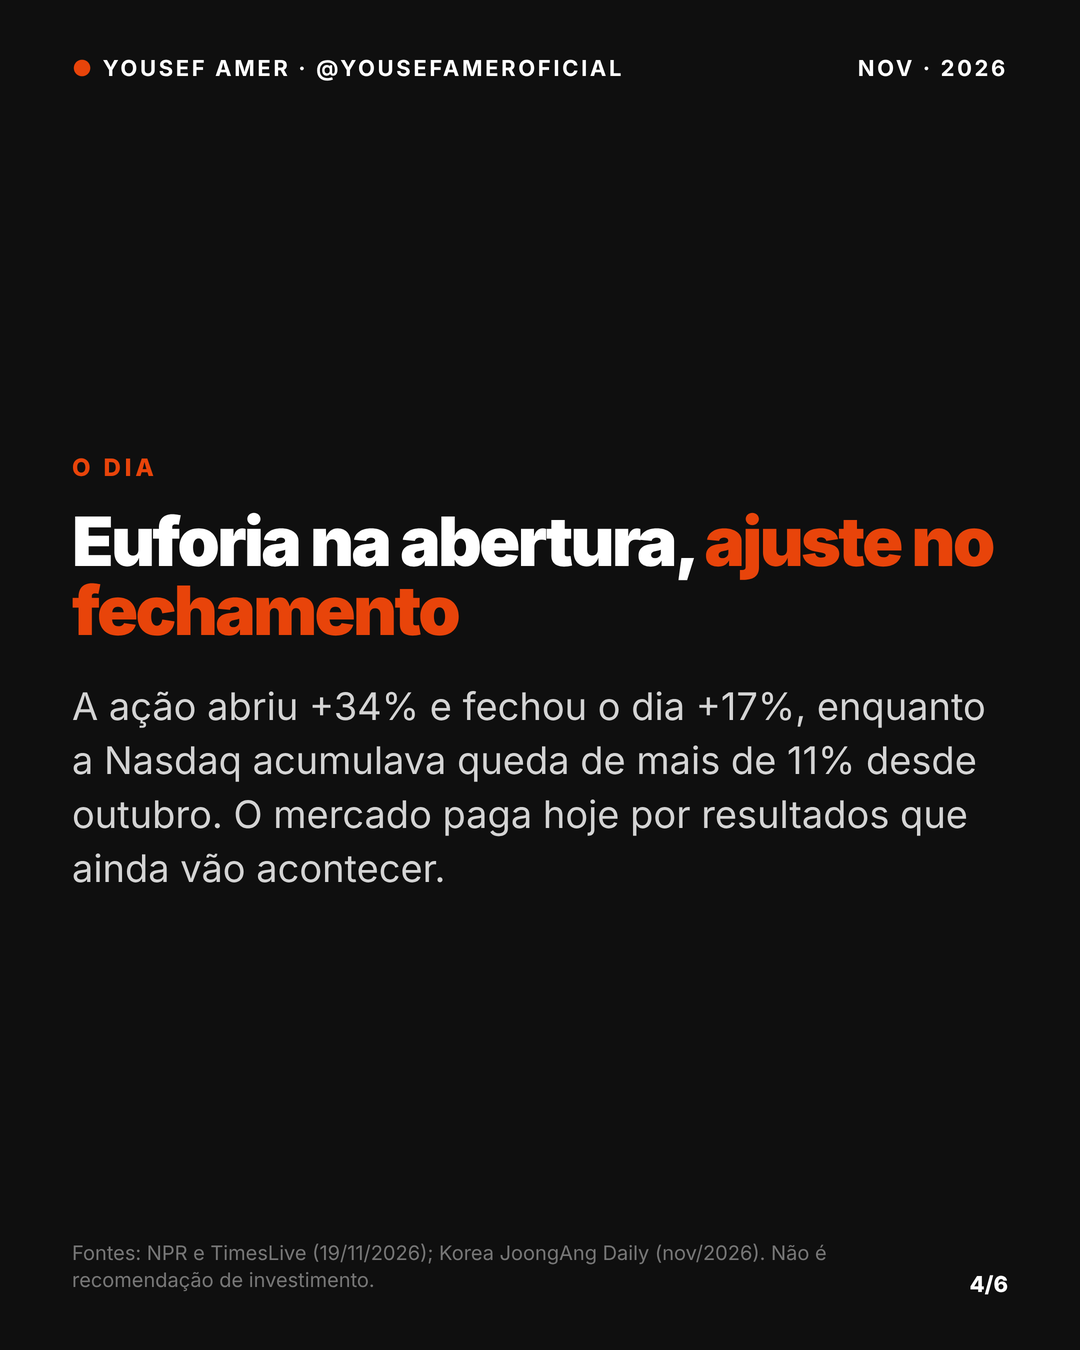 YOUSEF AMER · @YOUSEFAMEROFICIAL
NOV · 2026
O DIA
Euforia na abertura, ajuste no
fechamento
A ação abriu +34% e fechou o dia +17%, enquanto
a Nasdaq acumulava queda de mais de 11% desde
outubro. O mercado paga hoje por resultados que
ainda vão acontecer.
Fontes: NPR e TimesLive (19/11/2026); Korea JoongAng Daily (nov/2026). Não é
recomendação de investimento.
4/6